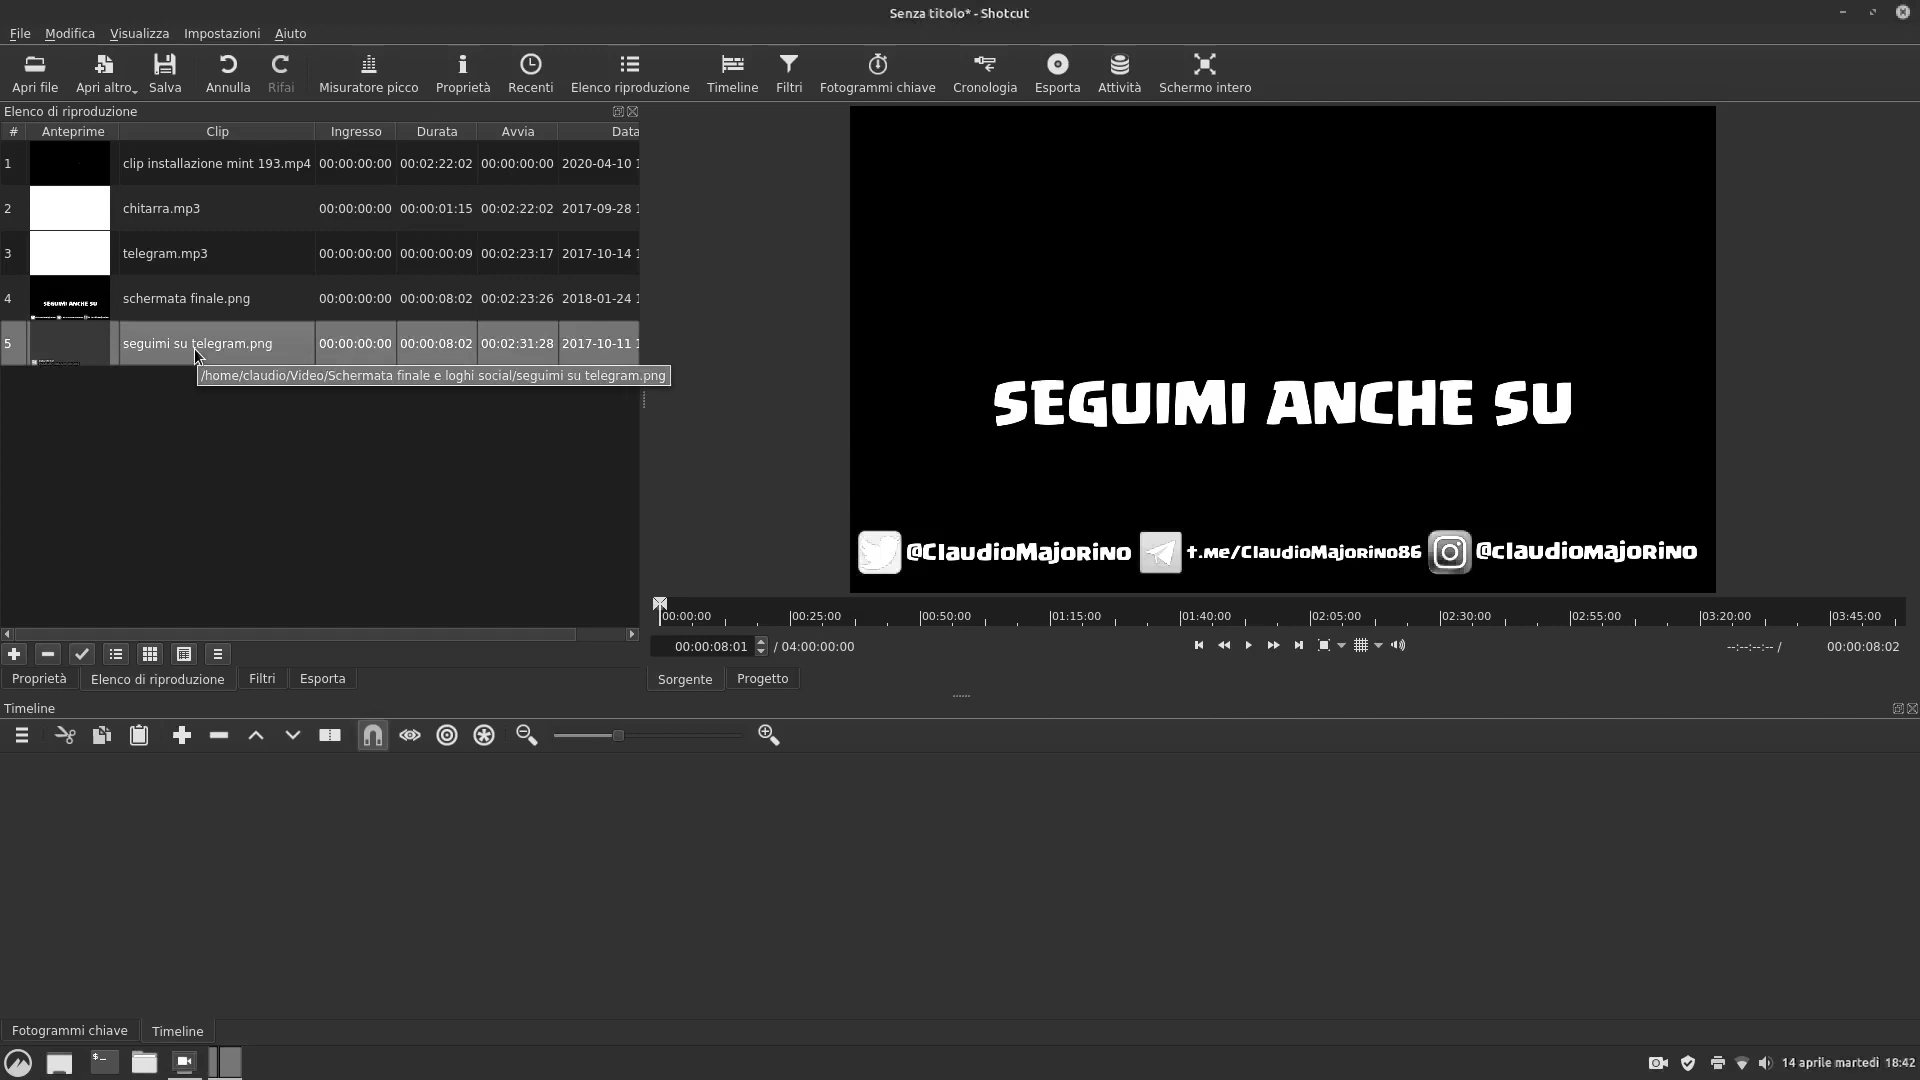 Senza titolo* - Shotcut
File Modifica Visualizza Impostazioni Aiuto
Apri file Apri altro Salva Annulla Rifai Misuratore picco Proprietà Recenti Elenco riproduzione Timeline Filtri Fotogrammi chiave Cronologia Esporta Attività Schermo intero
Elenco di riproduzione
# Anteprime Clip Ingresso Durata Avvia Data
1 clip installazione mint 193.mp4 00:00:00:00 00:02:22:02 00:00:00:00 2020-04-10 1
2 chitarra.mp3 00:00:00:00 00:00:01:15 00:02:22:02 2017-09-28 1
3 telegram.mp3 00:00:00:00 00:00:00:09 00:02:23:17 2017-10-14 1
SEGUIMI ANCHE SU
4 schermata finale.png 00:00:00:00 00:00:08:02 00:02:23:26 2018-01-24 1
5 seguimi su telegram.png 00:00:00:00 00:00:08:02 00:02:31:28 2017-10-11 1
/home/claudio/Video/Schermata finale e loghi social/seguimi su telegram.png
SEGUIMI ANCHE SU
@ClaudioMajorino t.me/ClaudioMajorino86 @claudiomajorino
00:00:00 00:25:00 00:50:00 01:15:00 01:40:00 02:05:00 02:30:00 02:55:00 03:20:00 03:45:00
00:00:08:01 / 04:00:00:00 --:--:--:-- / 00:00:08:02
Proprietà Elenco di riproduzione Filtri Esporta
Sorgente Progetto
Timeline
Fotogrammi chiave Timeline
14 aprile martedì 18:42